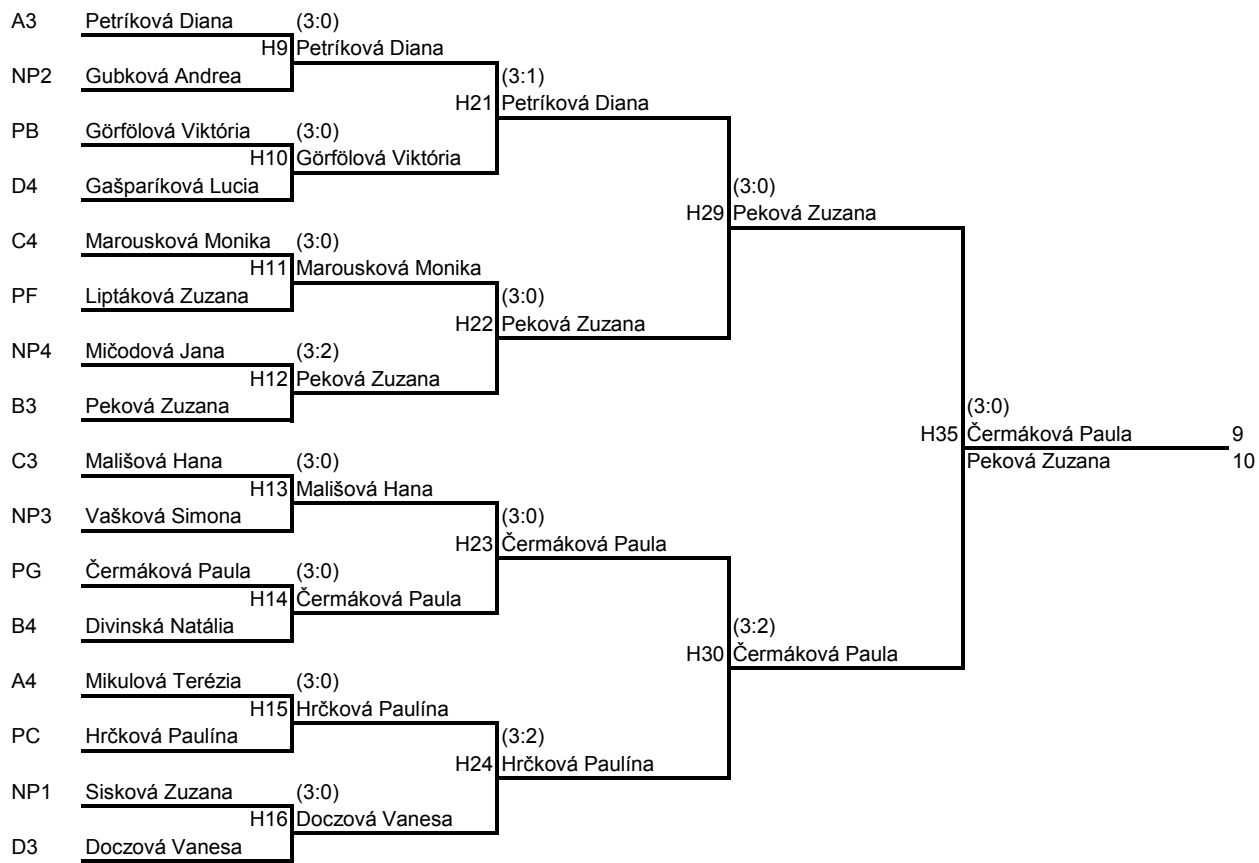 A3 Petríková Diana (3:0)
H9 Petríková Diana
NP2 Gubková Andrea (3:1)
H21 Petríková Diana
PB Görfölová Viktória (3:0)
H10 Görfölová Viktória
D4 Gašparíková Lucia (3:0)
H29 Peková Zuzana
C4 Marousková Monika (3:0)
H11 Marousková Monika
PF Liptáková Zuzana (3:0)
H22 Peková Zuzana
NP4 Mičodová Jana (3:2)
H12 Peková Zuzana
B3 Peková Zuzana (3:0)
H35 Čermáková Paula 9
Peková Zuzana 10
C3 Mališová Hana (3:0)
H13 Mališová Hana
NP3 Vašková Simona (3:0)
H23 Čermáková Paula
PG Čermáková Paula (3:0)
H14 Čermáková Paula
B4 Divinská Natália (3:2)
H30 Čermáková Paula
A4 Mikulová Terézia (3:0)
H15 Hrčková Paulína
PC Hrčková Paulína (3:2)
H24 Hrčková Paulína
NP1 Sisková Zuzana (3:0)
H16 Doczová Vanesa
D3 Doczová Vanesa